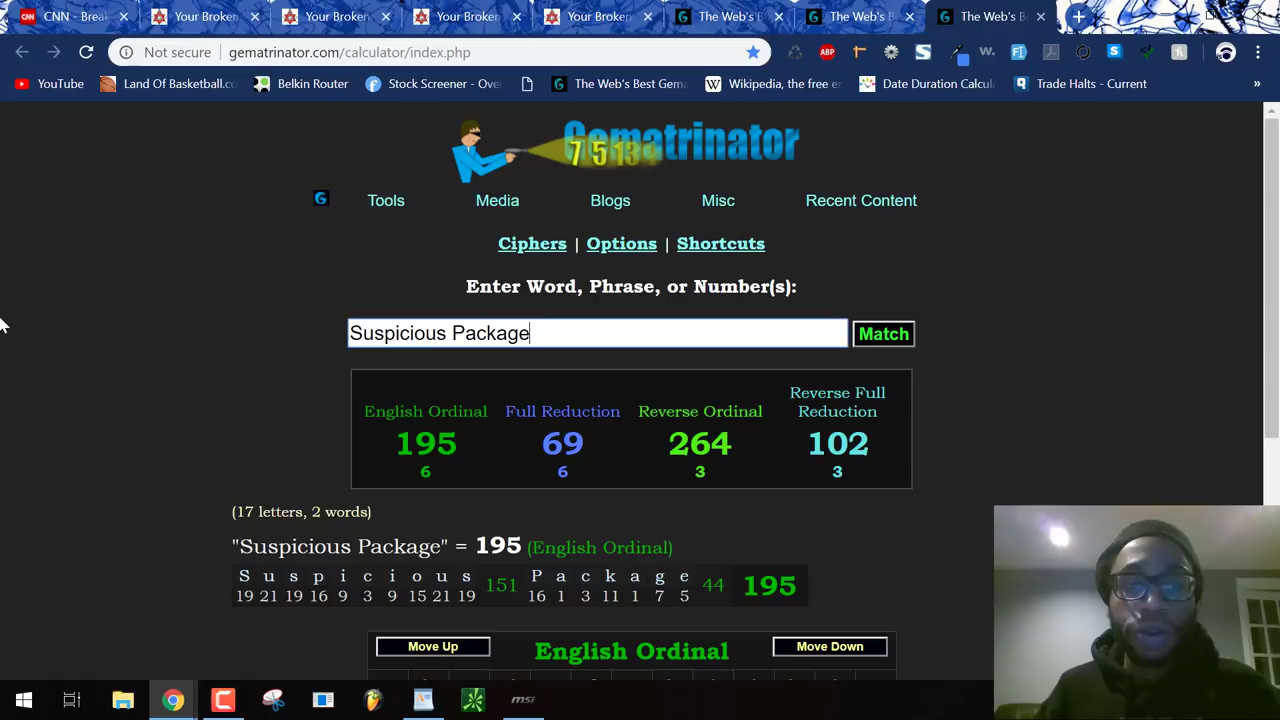 CNN - Break
Your Broken
Your Broken
Your Broken
Your Broken
The Web's B
The Web's B
The Web's B
Not secure gematrinator.com/calculator/index.php
ABP
YouTube Land Of Basketball.co Belkin Router Stock Screener - Ove The Web's Best Gema Wikipedia, the free e Date Duration Calcul Trade Halts - Current »
Gematrinator
G Tools Media Blogs Misc Recent Content
Ciphers | Options | Shortcuts
Enter Word, Phrase, or Number(s):
Suspicious Package Match
English Ordinal Full Reduction Reverse Ordinal Reverse Full Reduction
195 69 264 102
6 6 3 3
(17 letters, 2 words)
"Suspicious Package" = 195 (English Ordinal)
S u s p i c i o u s 151 P a c k a g e 44 195
19 21 19 16 9 3 9 15 21 19 16 1 3 11 1 7 5
Move Up English Ordinal Move Down
msi